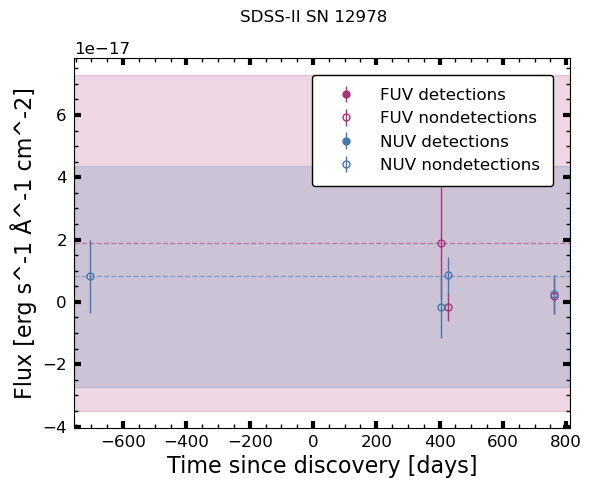 SDSS-II SN 12978
1e−17
FUV detections
FUV nondetections
NUV detections
NUV nondetections
6
4
2
0
−2
−4
Flux [erg s^-1 Å^-1 cm^-2]
−600 −400 −200 0 200 400 600 800
Time since discovery [days]